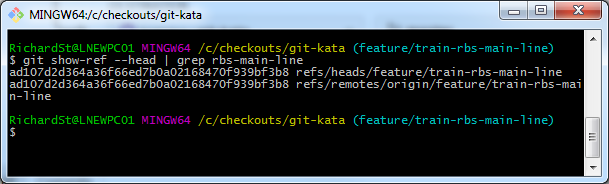 MINGW64:/c/checkouts/git-kata
RichardSt@LNEWPC01 MINGW64 /c/checkouts/git-kata (feature/train-rbs-main-line)
$ git show-ref --head | grep rbs-main-line
ad107d2d364a36f66ed7b0a02168470f939bf3b8 refs/heads/feature/train-rbs-main-line
ad107d2d364a36f66ed7b0a02168470f939bf3b8 refs/remotes/origin/feature/train-rbs-mai
n-line
RichardSt@LNEWPC01 MINGW64 /c/checkouts/git-kata (feature/train-rbs-main-line)
$